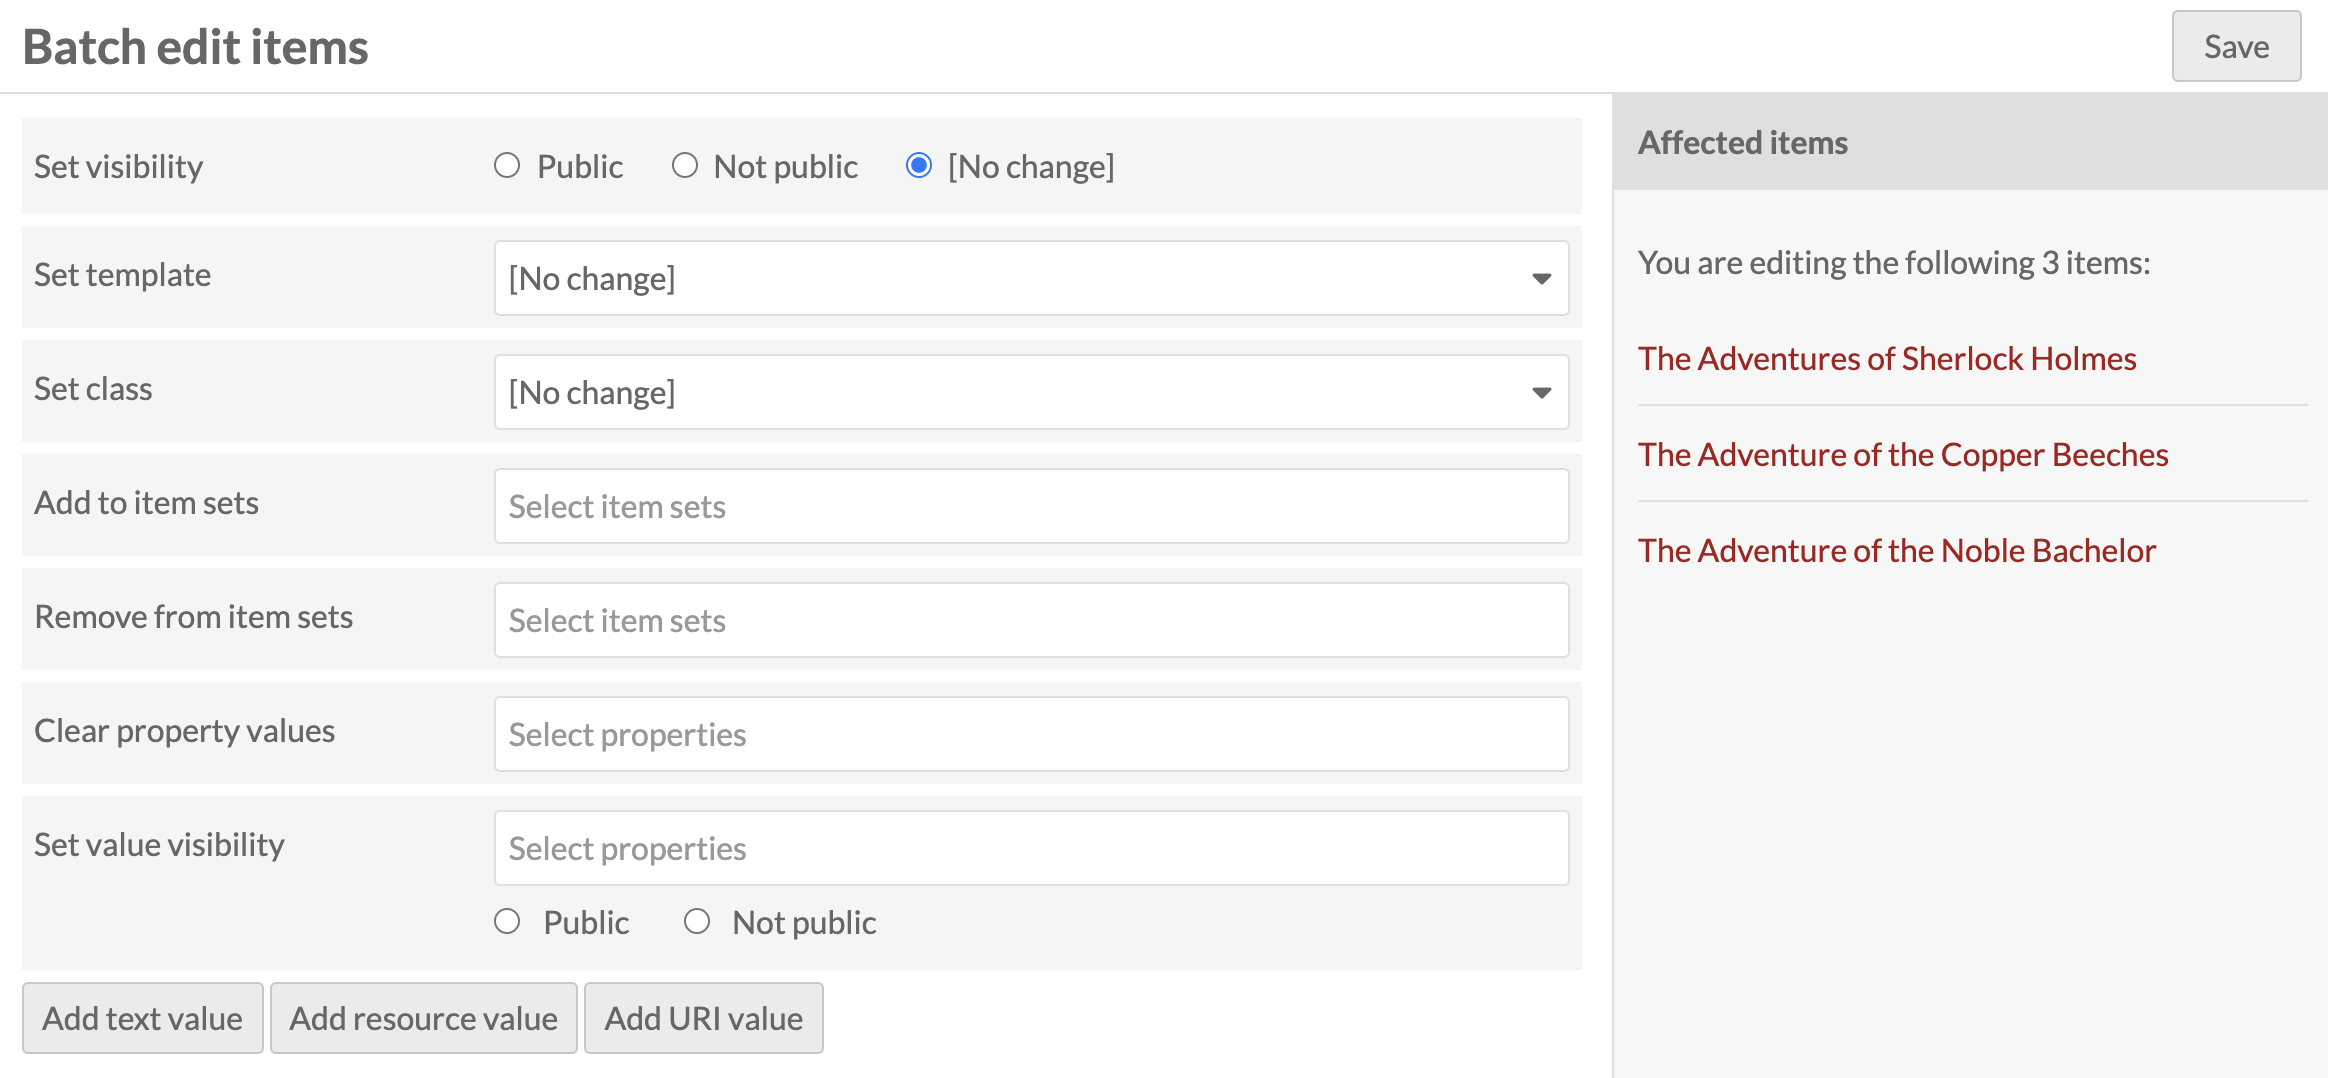 Batch edit items
Save
Set visibility
Public
Not public
[No change]
Set template
[No change]
Set class
[No change]
Add to item sets
Select item sets
Remove from item sets
Select item sets
Clear property values
Select properties
Set value visibility
Select properties
Public
Not public
Add text value
Add resource value
Add URI value
Affected items
You are editing the following 3 items:
The Adventures of Sherlock Holmes
The Adventure of the Copper Beeches
The Adventure of the Noble Bachelor